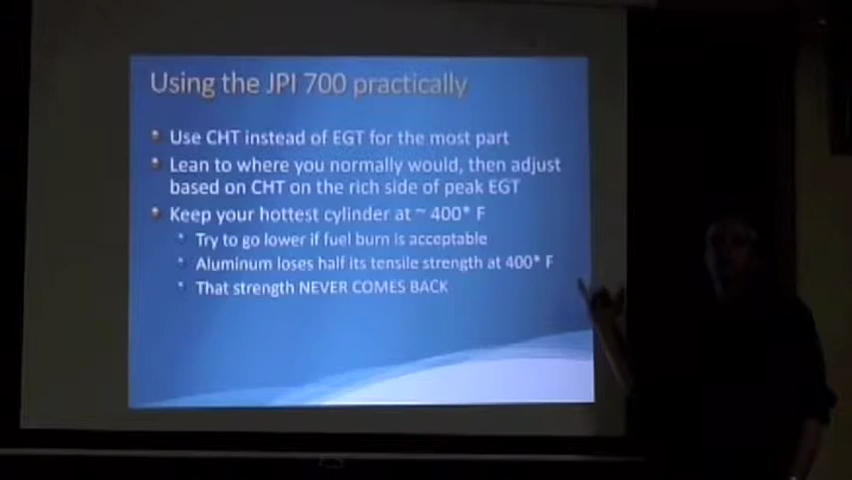 Using the JPI 700 practically
Use CHT instead of EGT for the most part
Lean to where you normally would, then adjust
based on CHT on the rich side of peak EGT
Keep your hottest cylinder at ~ 400° F
Try to go lower if fuel burn is acceptable
Aluminum loses half its tensile strength at 400° F
That strength NEVER COMES BACK